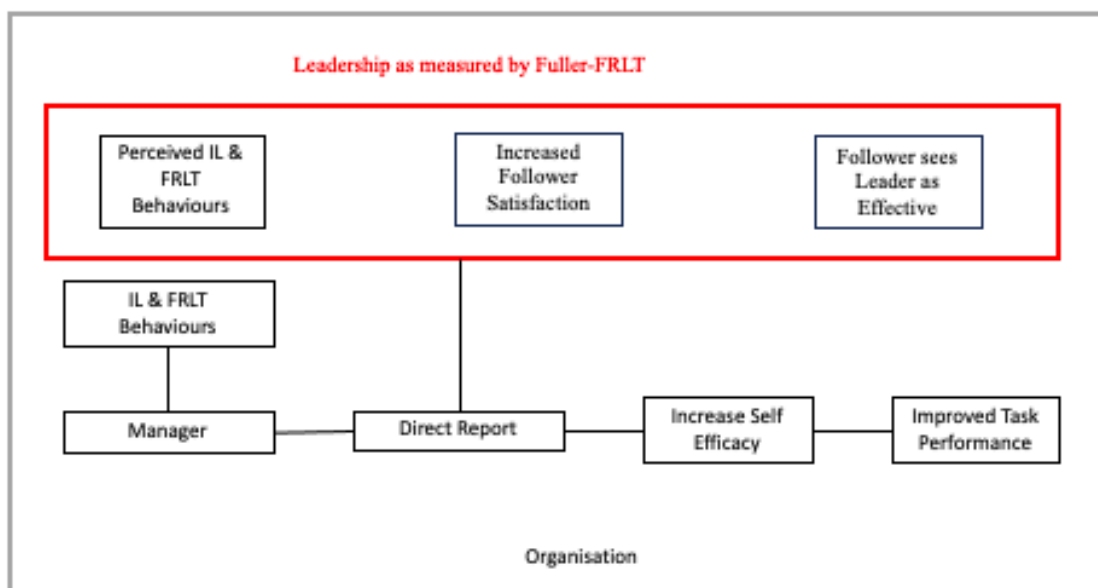 Leadership as measured by Fuller-FRLT
Perceived IL &
FRLT
Behaviours
Increased
Follower
Satisfaction
Follower sees
Leader as
Effective
IL & FRLT
Behaviours
Manager
Direct Report
Increase Self
Efficacy
Improved Task
Performance
Organisation